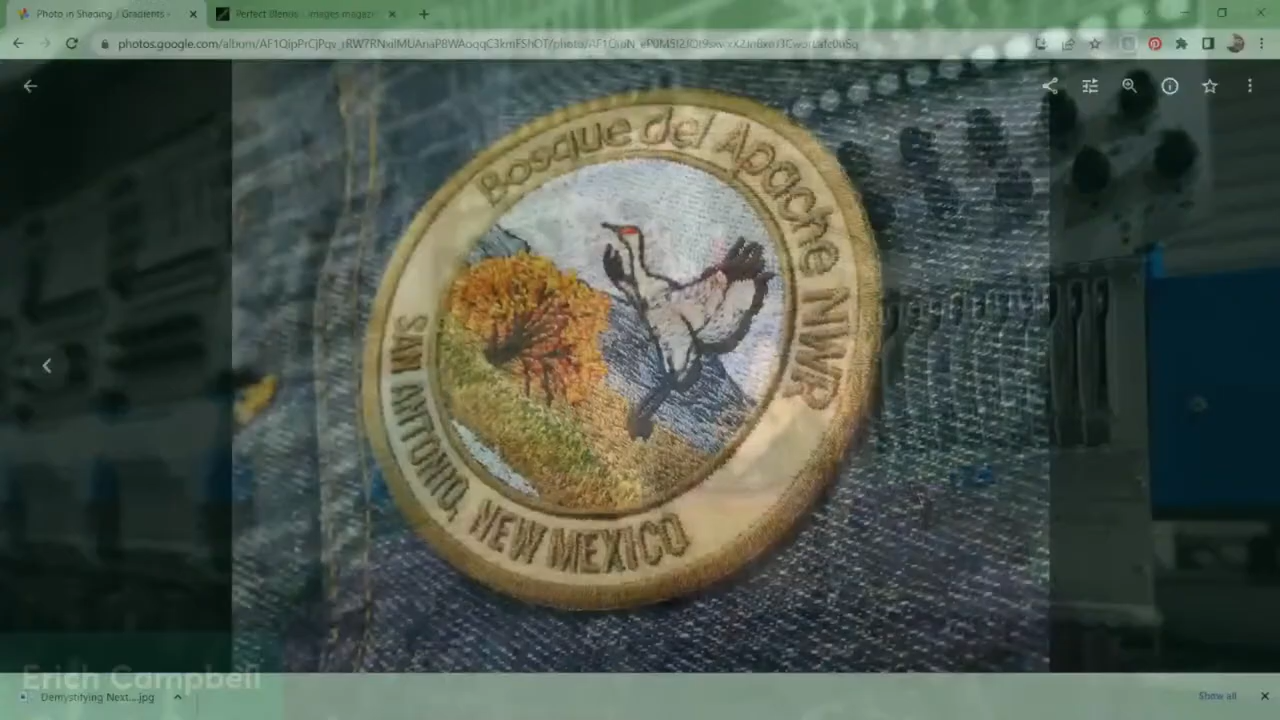 Photo in Shading / Gradients -
Perfect Blends - Images magazi
Bosque del Apache NWR
SAN ANTONIO, NEW MEXICO
Erich Campbell
Demystifying Next....jpg
Show all